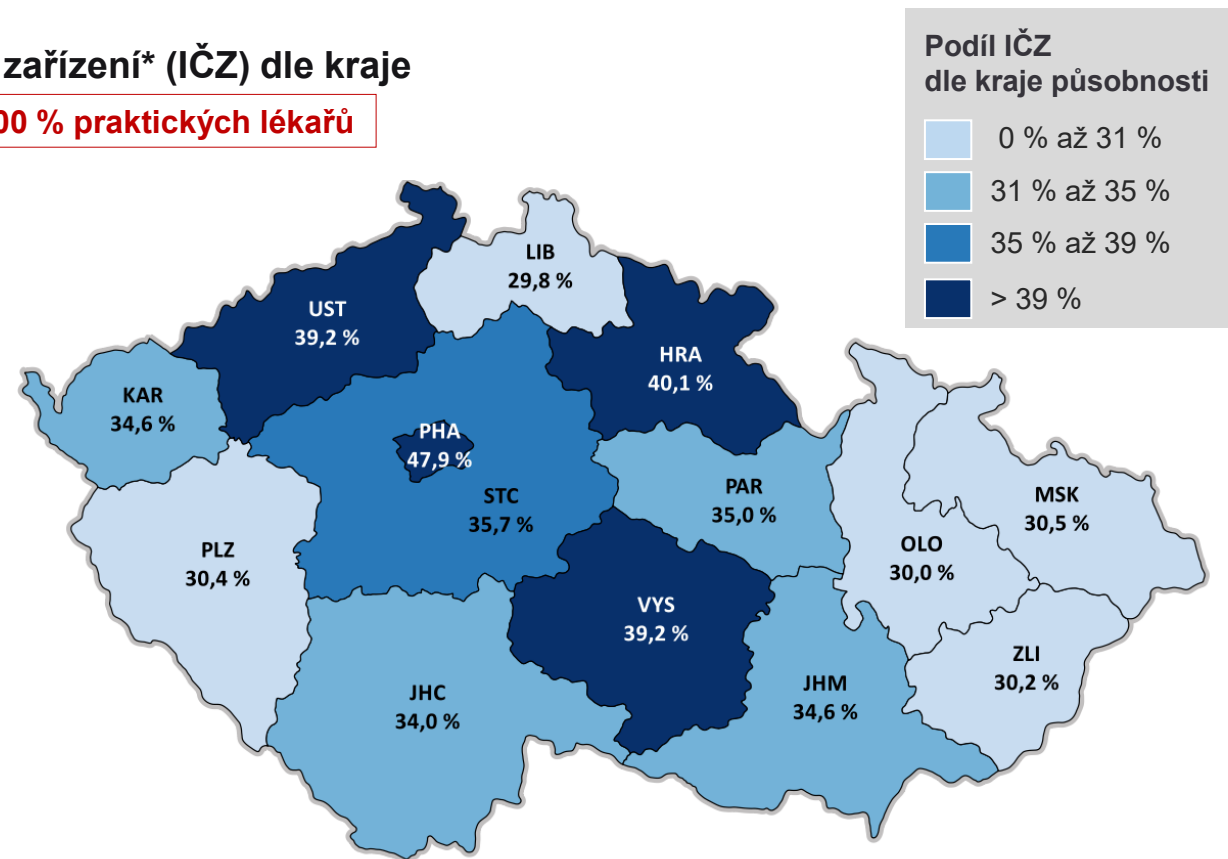 zařízení* (IČZ) dle kraje
00 % praktických lékařů
Podíl IČZ
dle kraje působnosti
0 % až 31 %
31 % až 35 %
35 % až 39 %
> 39 %
LIB
29,8 %
UST
39,2 %
HRA
40,1 %
KAR
34,6 %
PHA
47,9 %
STC
35,7 %
PAR
35,0 %
MSK
30,5 %
OLO
30,0 %
PLZ
30,4 %
VYS
39,2 %
ZLI
30,2 %
JHC
34,0 %
JHM
34,6 %